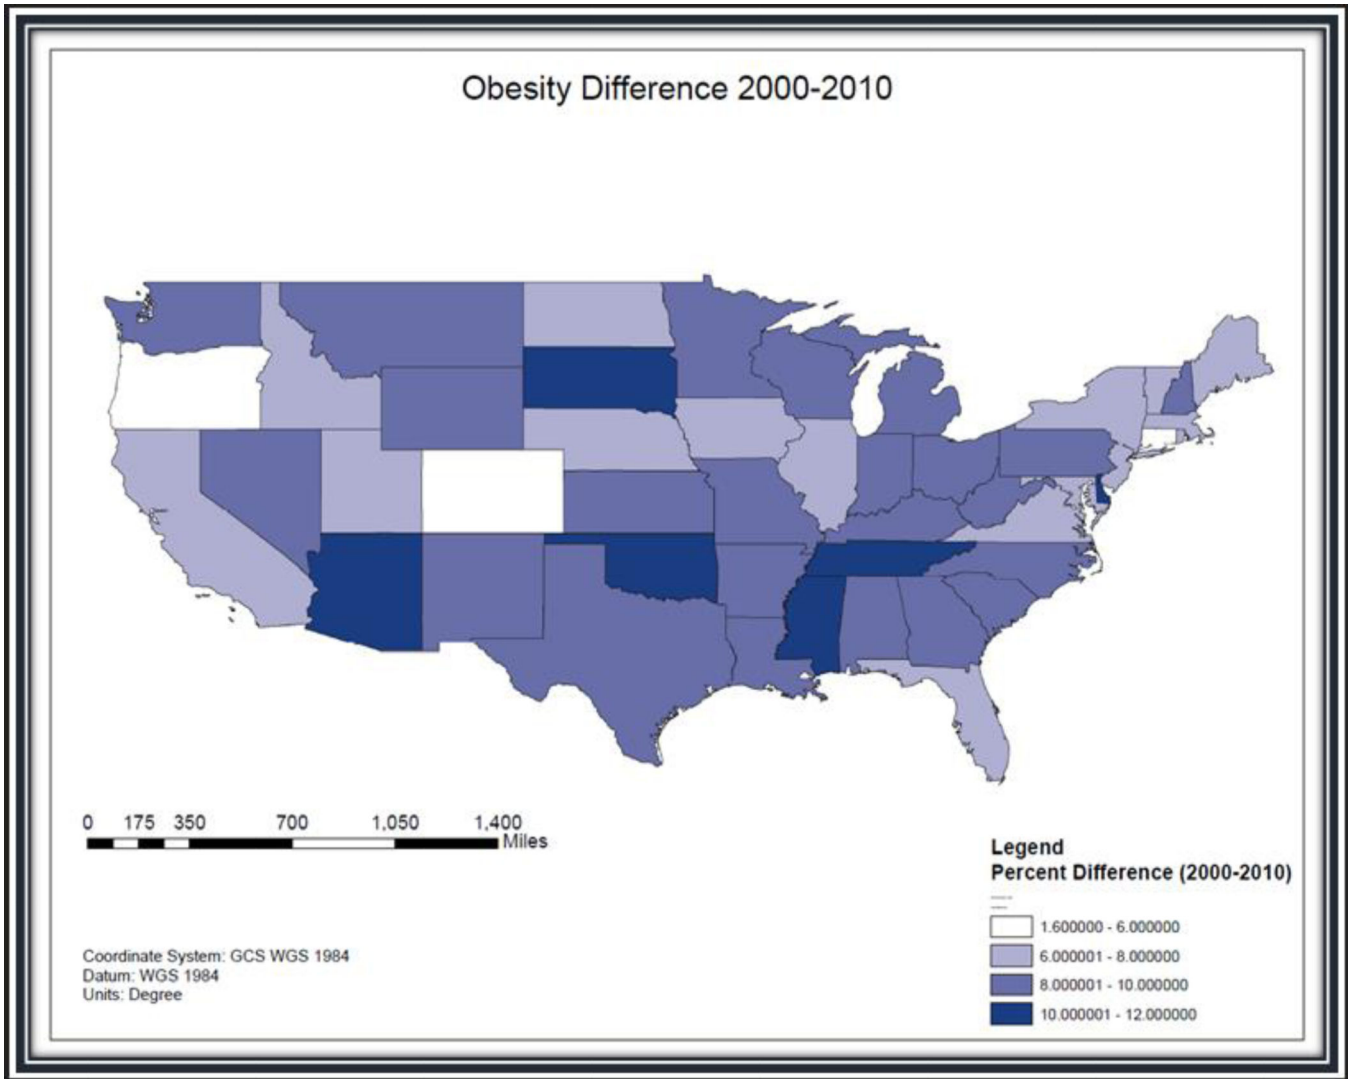 Obesity Difference 2000-2010
0 175 350 700 1,050 1,400
Miles
Coordinate System: GCS WGS 1984
Datum: WGS 1984
Units: Degree
Legend
Percent Difference (2000-2010)
1.600000 - 6.000000
6.000001 - 8.000000
8.000001 - 10.000000
10.000001 - 12.000000